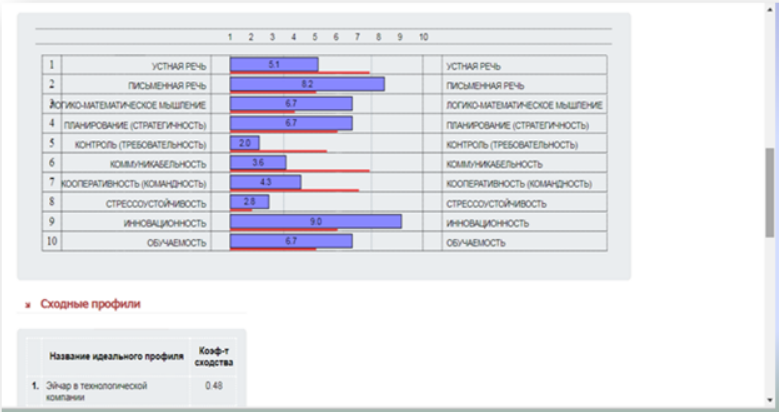 1 2 3 4 5 6 7 8 9 10
1 УСТНАЯ РЕЧЬ 5.1 УСТНАЯ РЕЧЬ
2 ПИСЬМЕННАЯ РЕЧЬ 8.2 ПИСЬМЕННАЯ РЕЧЬ
3 ЛОГИКО-МАТЕМАТИЧЕСКОЕ МЫШЛЕНИЕ 6.7 ЛОГИКО-МАТЕМАТИЧЕСКОЕ МЫШЛЕНИЕ
4 ПЛАНИРОВАНИЕ (СТРАТЕГИЧНОСТЬ) 6.7 ПЛАНИРОВАНИЕ (СТРАТЕГИЧНОСТЬ)
5 КОНТРОЛЬ (ТРЕБОВАТЕЛЬНОСТЬ) 2.0 КОНТРОЛЬ (ТРЕБОВАТЕЛЬНОСТЬ)
6 КОММУНИКАБЕЛЬНОСТЬ 3.6 КОММУНИКАБЕЛЬНОСТЬ
7 КООПЕРАТИВНОСТЬ (КОМАНДНОСТЬ) 4.3 КООПЕРАТИВНОСТЬ (КОМАНДНОСТЬ)
8 СТРЕССОУСТОЙЧИВОСТЬ 2.8 СТРЕССОУСТОЙЧИВОСТЬ
9 ИННОВАЦИОННОСТЬ 9.0 ИННОВАЦИОННОСТЬ
10 ОБУЧАЕМОСТЬ 6.7 ОБУЧАЕМОСТЬ
Сходные профили
Название идеального профиля Коэф-т
сходства
1. Эйчар в технологической 0.48
компании